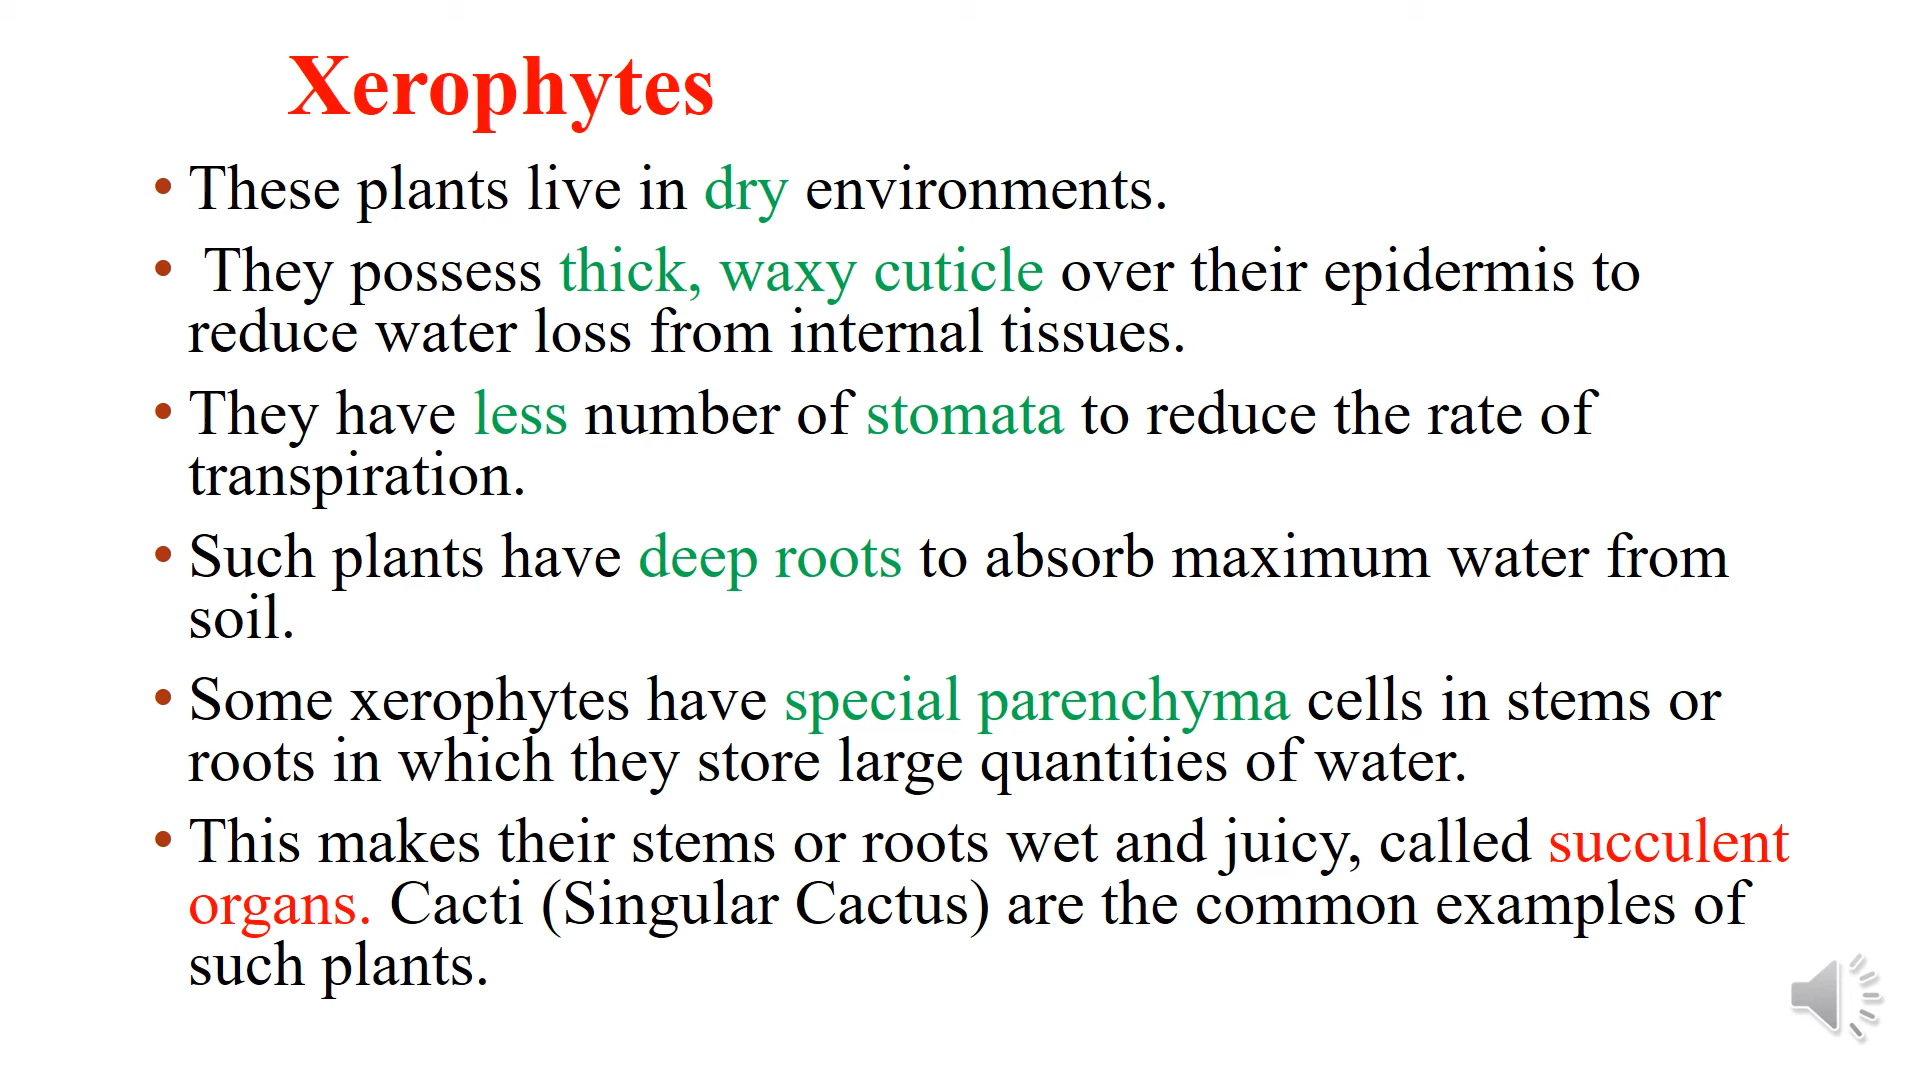 Xerophytes
• These plants live in dry environments.
• They possess thick, waxy cuticle over their epidermis to
reduce water loss from internal tissues.
• They have less number of stomata to reduce the rate of
transpiration.
• Such plants have deep roots to absorb maximum water from
soil.
• Some xerophytes have special parenchyma cells in stems or
roots in which they store large quantities of water.
• This makes their stems or roots wet and juicy, called succulent
organs. Cacti (Singular Cactus) are the common examples of
such plants.